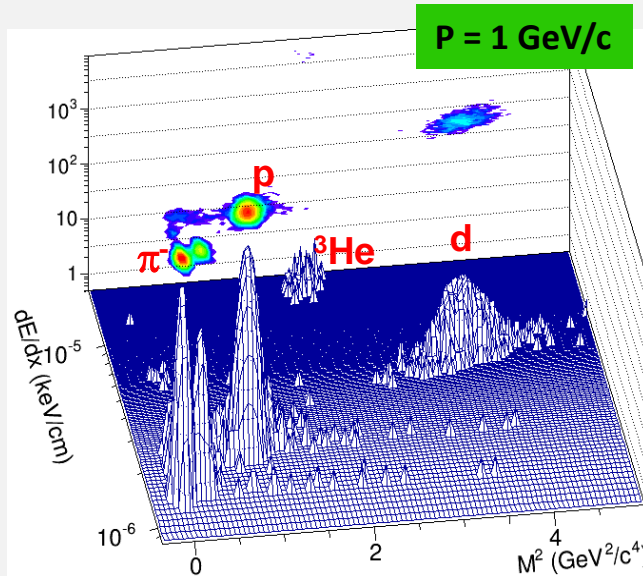 P = 1 GeV/c
10³
10²
10
1
p
π⁻
³He
d
dE/dx (keV/cm)
10⁻⁵
10⁻⁶
0
2
4
M² (GeV²/c⁴